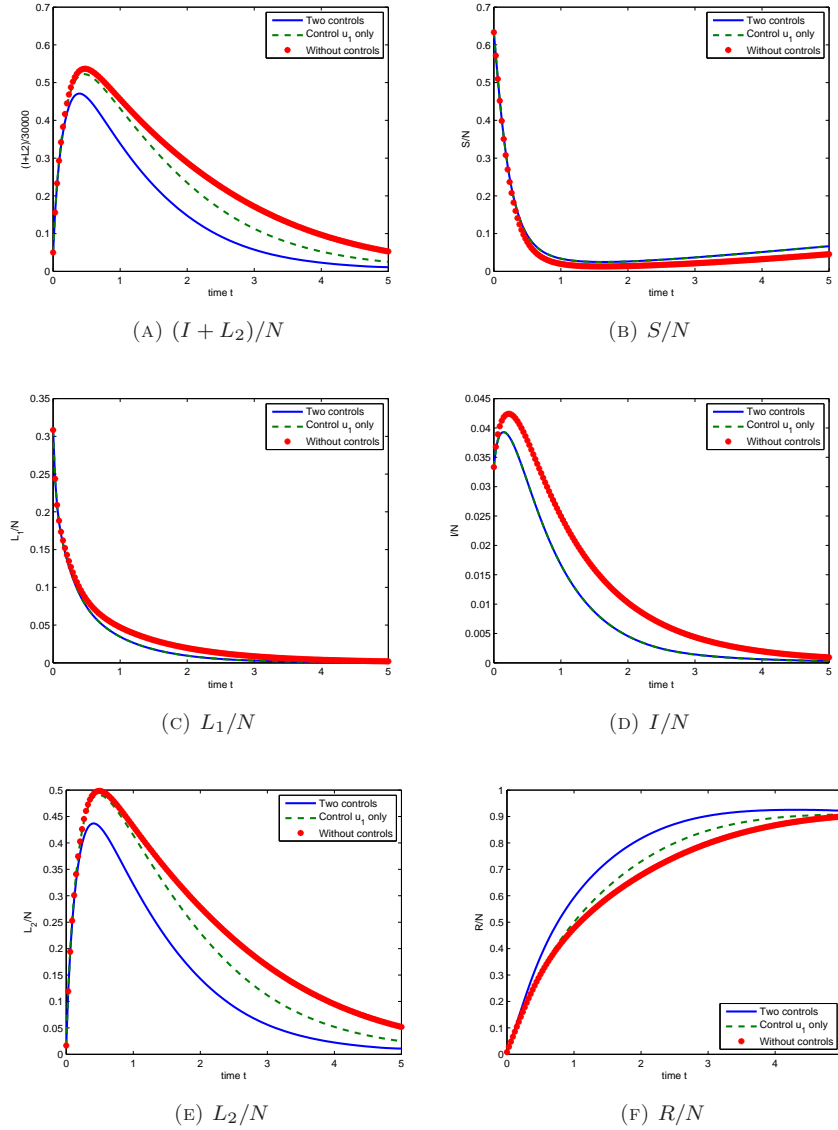 0.7
0.6
0.5
0.4
0.3
0.2
0.1
0
(I+L2)/30000
0 1 2 3 4 5
time t
Two controls
Control u₁ only
Without controls
(A) (I + L₂)/N
0.7
0.6
0.5
0.4
0.3
0.2
0.1
0
S/N
0 1 2 3 4 5
time t
Two controls
Control u₁ only
Without controls
(B) S/N
0.35
0.3
0.25
0.2
0.15
0.1
0.05
0
L₁/N
0 1 2 3 4 5
time t
Two controls
Control u₁ only
Without controls
(C) L₁/N
0.045
0.04
0.035
0.03
0.025
0.02
0.015
0.01
0.005
0
I/N
0 1 2 3 4 5
time t
Two controls
Control u₁ only
Without controls
(D) I/N
0.5
0.45
0.4
0.35
0.3
0.25
0.2
0.15
0.1
0.05
0
L₂/N
0 1 2 3 4 5
time t
Two controls
Control u₁ only
Without controls
(E) L₂/N
1
0.9
0.8
0.7
0.6
0.5
0.4
0.3
0.2
0.1
0
R/N
0 1 2 3 4
time t
Two controls
Control u₁ only
Without controls
(F) R/N